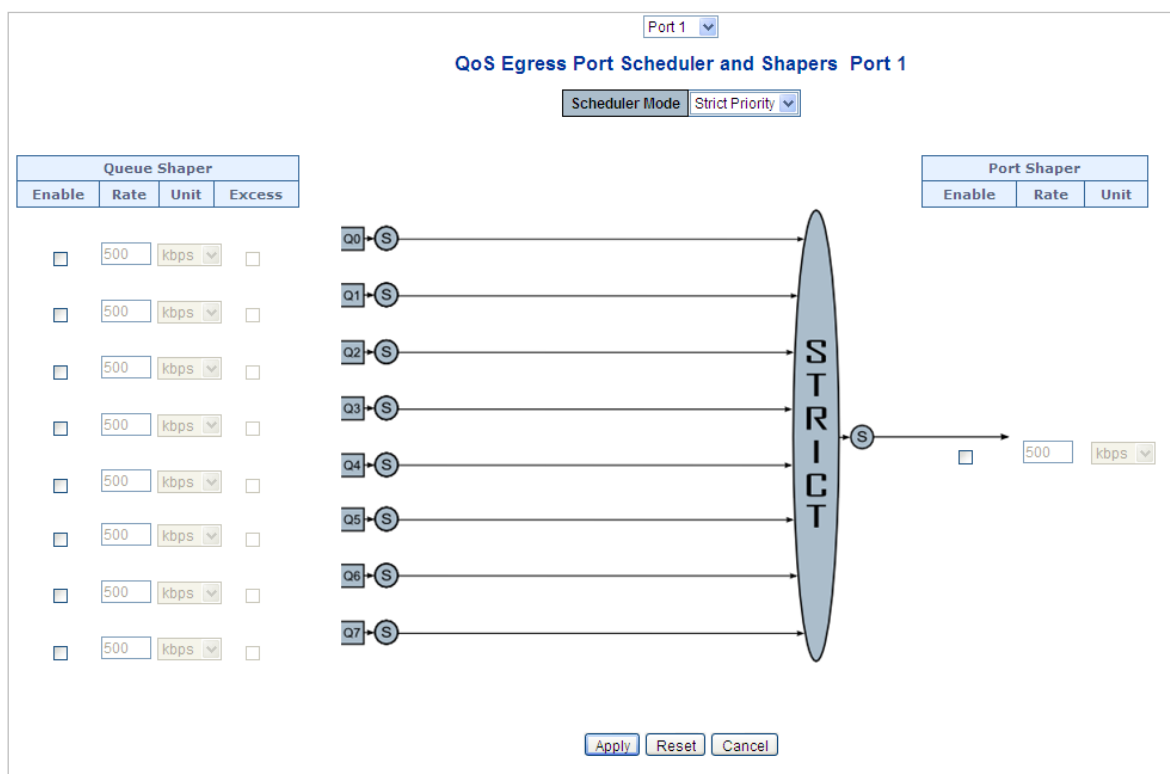 Port 1
QoS Egress Port Scheduler and Shapers Port 1
Scheduler Mode Strict Priority
Queue Shaper
Enable Rate Unit Excess
Port Shaper
Enable Rate Unit
500 kbps
Q0 S
500 kbps
Q1 S
500 kbps
Q2 S
500 kbps
Q3 S
500 kbps
Q4 S
500 kbps
Q5 S
500 kbps
Q6 S
500 kbps
Q7 S
STRICT
S
500 kbps
Apply Reset Cancel